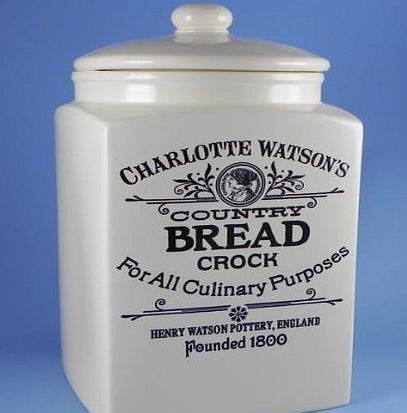 CHARLOTTE WATSON'S
COUNTRY
BREAD
CROCK
For All Culinary Purposes
HENRY WATSON POTTERY, ENGLAND
Founded 1800